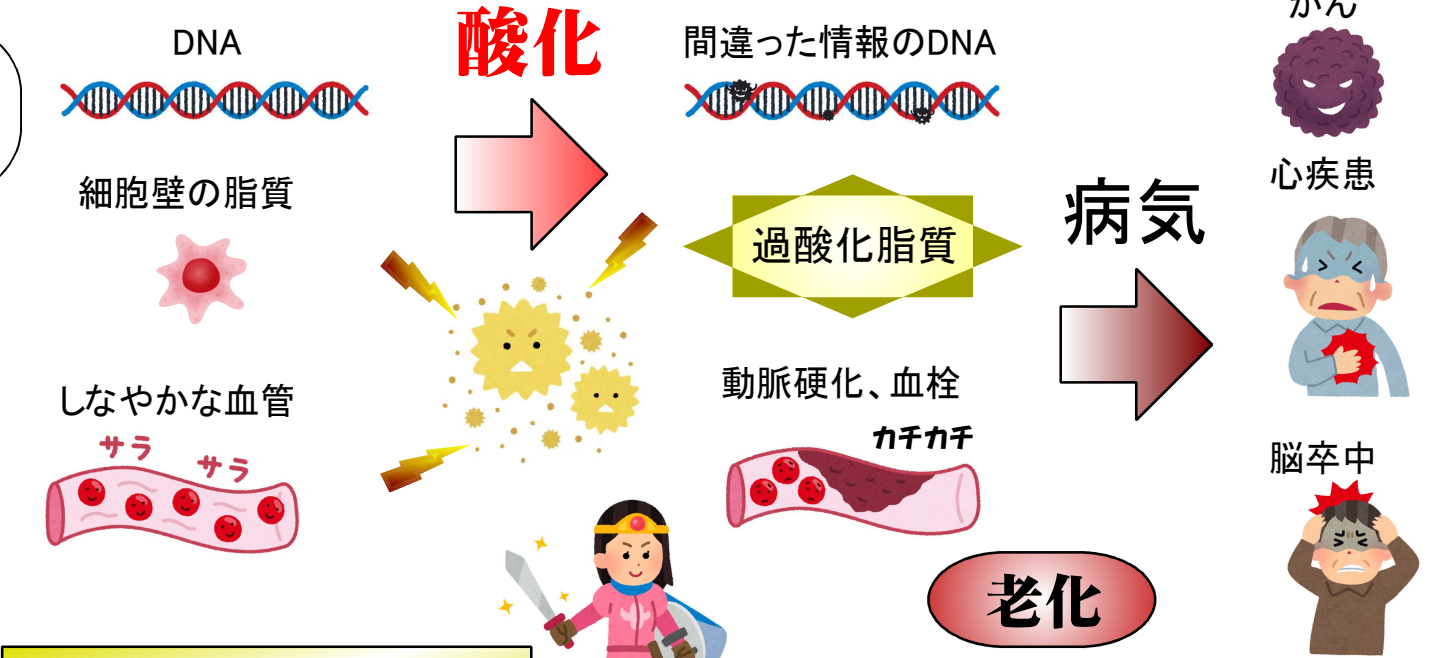 DNA
酸化
間違った情報のDNA
がん
細胞壁の脂質
過酸化脂質
病気
心疾患
しなやかな血管
サラ
サラ
動脈硬化、血栓
カチカチ
脳卒中
老化